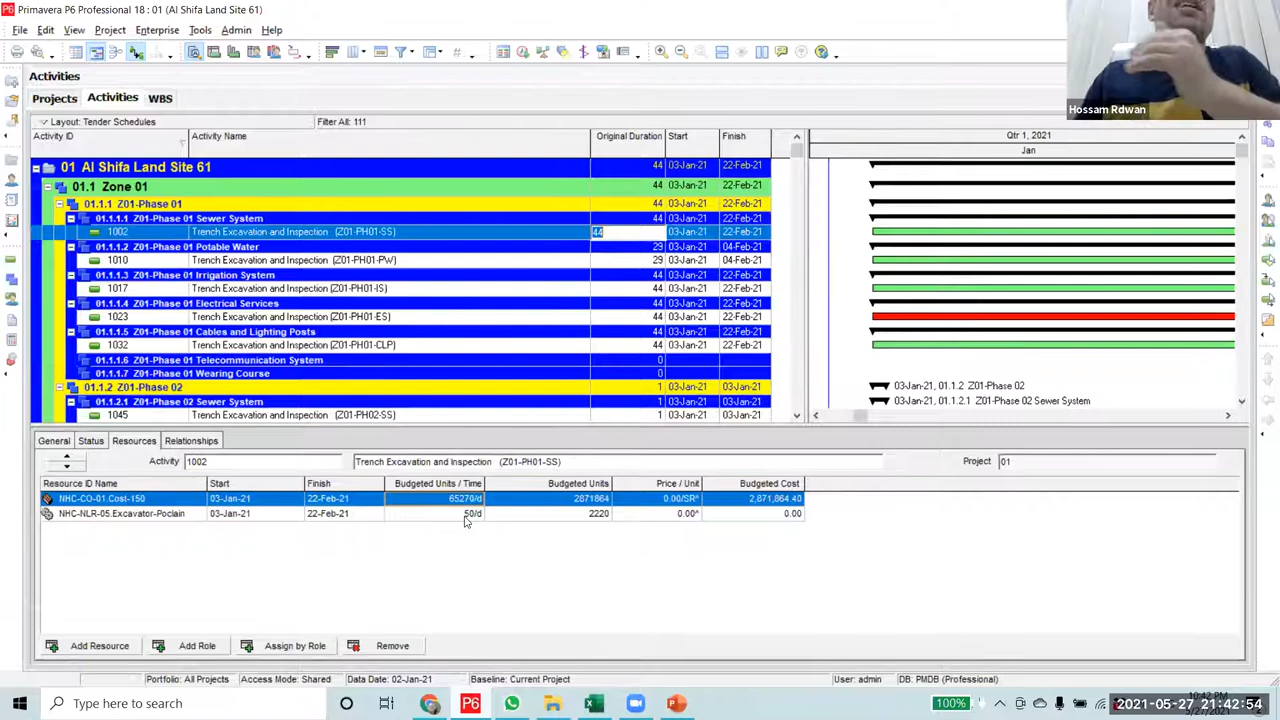 Primavera P6 Professional 18 : 01 (Al Shifa Land Site 61)
File Edit View Project Enterprise Tools Admin Help
Activities
Projects Activities WBS
Layout: Tender Schedules Filter All: 111
Activity ID Activity Name Original Duration Start Finish Qtr 1, 2021
Jan
01 Al Shifa Land Site 61 44 03-Jan-21 22-Feb-21
01.1 Zone 01 44 03-Jan-21 22-Feb-21
01.1.1 Z01-Phase 01 44 03-Jan-21 22-Feb-21
01.1.1.1 Z01-Phase 01 Sewer System 44 03-Jan-21 22-Feb-21
1002 Trench Excavation and Inspection (Z01-PH01-SS) 44 03-Jan-21 22-Feb-21
01.1.1.2 Z01-Phase 01 Potable Water 29 03-Jan-21 04-Feb-21
1010 Trench Excavation and Inspection (Z01-PH01-PW) 29 03-Jan-21 04-Feb-21
01.1.1.3 Z01-Phase 01 Irrigation System 44 03-Jan-21 22-Feb-21
1017 Trench Excavation and Inspection (Z01-PH01-IS) 44 03-Jan-21 22-Feb-21
01.1.1.4 Z01-Phase 01 Electrical Services 44 03-Jan-21 22-Feb-21
1023 Trench Excavation and Inspection (Z01-PH01-ES) 44 03-Jan-21 22-Feb-21
01.1.1.5 Z01-Phase 01 Cables and Lighting Posts 44 03-Jan-21 22-Feb-21
1032 Trench Excavation and Inspection (Z01-PH01-CLP) 44 03-Jan-21 22-Feb-21
01.1.1.6 Z01-Phase 01 Telecommunication System 0
01.1.1.7 Z01-Phase 01 Wearing Course 0
01.1.2 Z01-Phase 02 1 03-Jan-21 03-Jan-21 03-Jan-21, 01.1.2 Z01-Phase 02
01.1.2.1 Z01-Phase 02 Sewer System 1 03-Jan-21 03-Jan-21 03-Jan-21, 01.1.2.1 Z01-Phase 02 Sewer System
1045 Trench Excavation and Inspection (Z01-PH02-SS) 1 03-Jan-21 03-Jan-21
Hossam Rdwan
General Status Resources Relationships
Activity 1002 Trench Excavation and Inspection (Z01-PH01-SS) Project 01
Resource ID Name Start Finish Budgeted Units / Time Budgeted Units Price / Unit Budgeted Cost
NHC-CO-01.Cost-150 03-Jan-21 22-Feb-21 65270/d 2871864 0.00/SR^ 2,871,864.40
NHC-NLR-05.Excavator-Poclain 03-Jan-21 22-Feb-21 50/d 2220 0.00^ 0.00
Add Resource Add Role Assign by Role Remove
Portfolio: All Projects Access Mode: Shared Data Date: 02-Jan-21 Baseline: Current Project User: admin DB: PMDB (Professional)
Type here to search 100% 2021-05-27 21:42:54